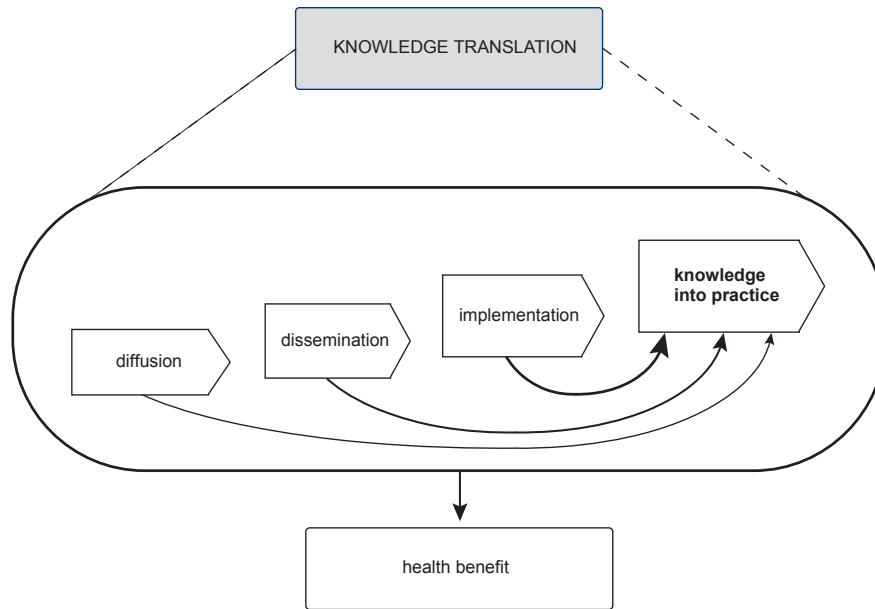 KNOWLEDGE TRANSLATION
diffusion
dissemination
implementation
knowledge
into practice
health benefit